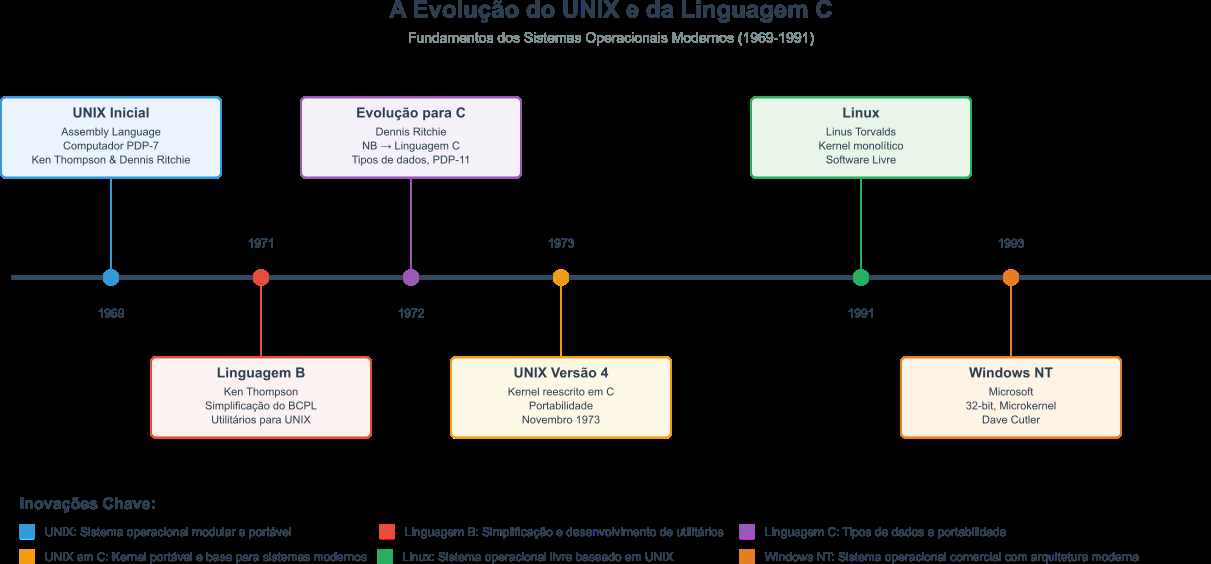 A Evolução do UNIX e da Linguagem C
Fundamentos dos Sistemas Operacionais Modernos (1969-1991)
UNIX Inicial
Assembly Language
Computador PDP-7
Ken Thompson & Dennis Ritchie
Evolução para C
Dennis Ritchie
NB → Linguagem C
Tipos de dados, PDP-11
Linux
Linus Torvalds
Kernel monolítico
Software Livre
1971
1973
1993
1969
1972
1991
Linguagem B
Ken Thompson
Simplificação do BCPL
Utilitários para UNIX
UNIX Versão 4
Kernel reescrito em C
Portabilidade
Novembro 1973
Windows NT
Microsoft
32-bit, Microkernel
Dave Cutler
Inovações Chave:
UNIX: Sistema operacional modular e portável
Linguagem B: Simplificação e desenvolvimento de utilitários
Linguagem C: Tipos de dados e portabilidade
UNIX em C: Kernel portável e base para sistemas modernos
Linux: Sistema operacional livre baseado em UNIX
Windows NT: Sistema operacional comercial com arquitetura moderna